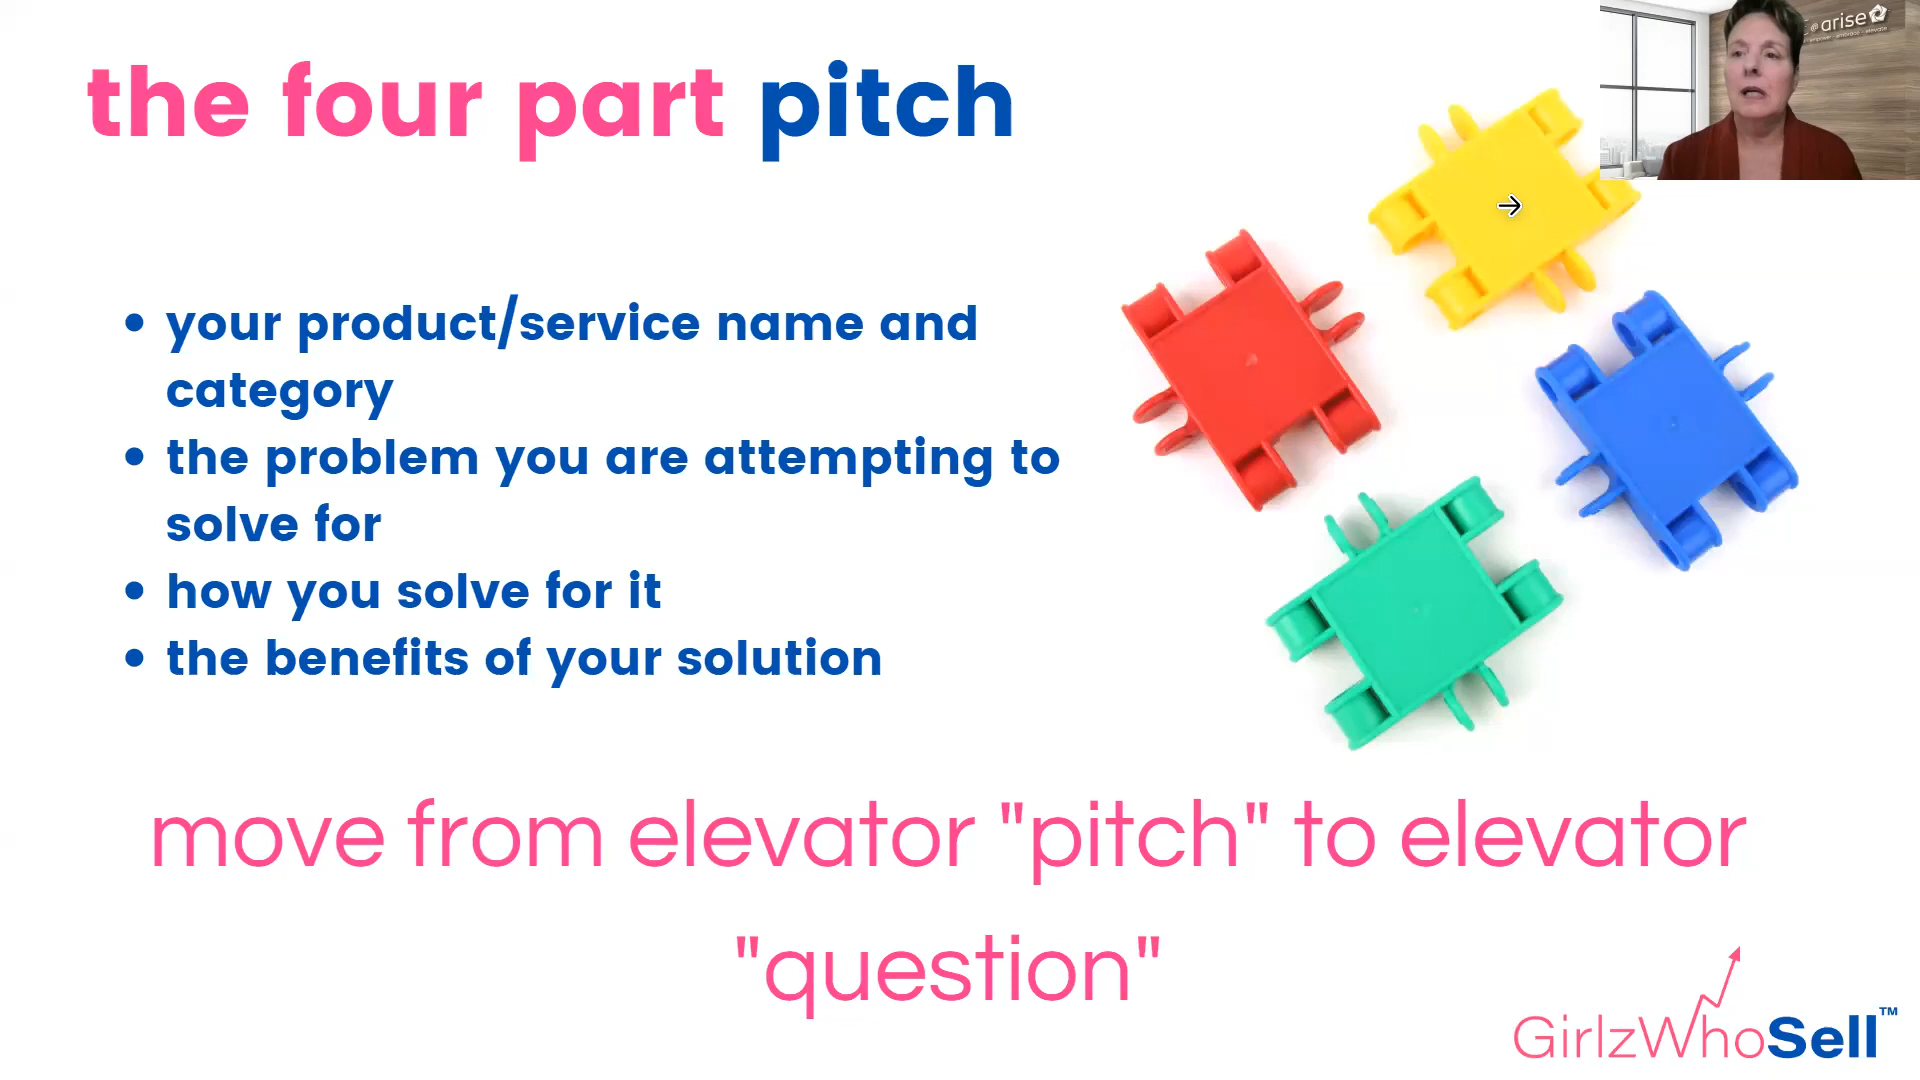 the four part pitch
@arise
• your product/service name and
category
• the problem you are attempting to
solve for
• how you solve for it
• the benefits of your solution
move from elevator "pitch" to elevator
"question"
GirlzWhoSell™